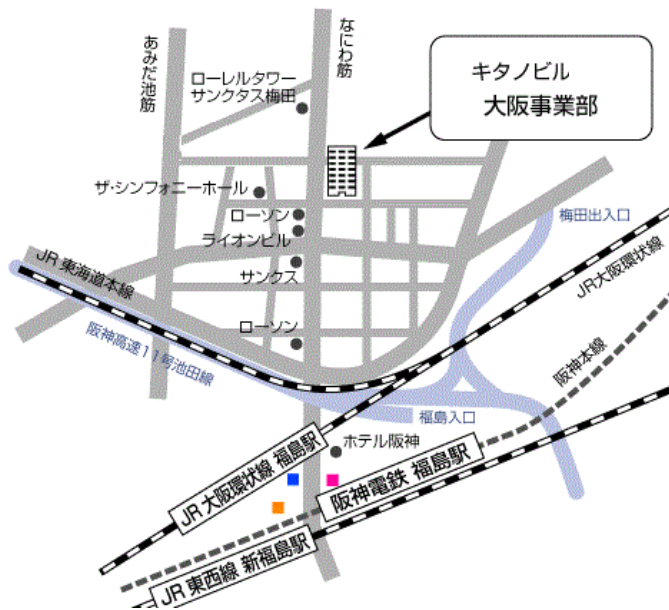 あみだ池筋
なにわ筋
キタノビル
大阪事業部
ローレルタワー
サンクタス梅田
ザ・シンフォニーホール
ローソン
ライオンビル
梅田出入口
サンクス
JR東海道本線
JR大阪環状線
ローソン
阪神高速11号池田線
阪神本線
福島入口
ホテル阪神
JR大阪環状線 福島駅
阪神電鉄 福島駅
JR東西線 新福島駅